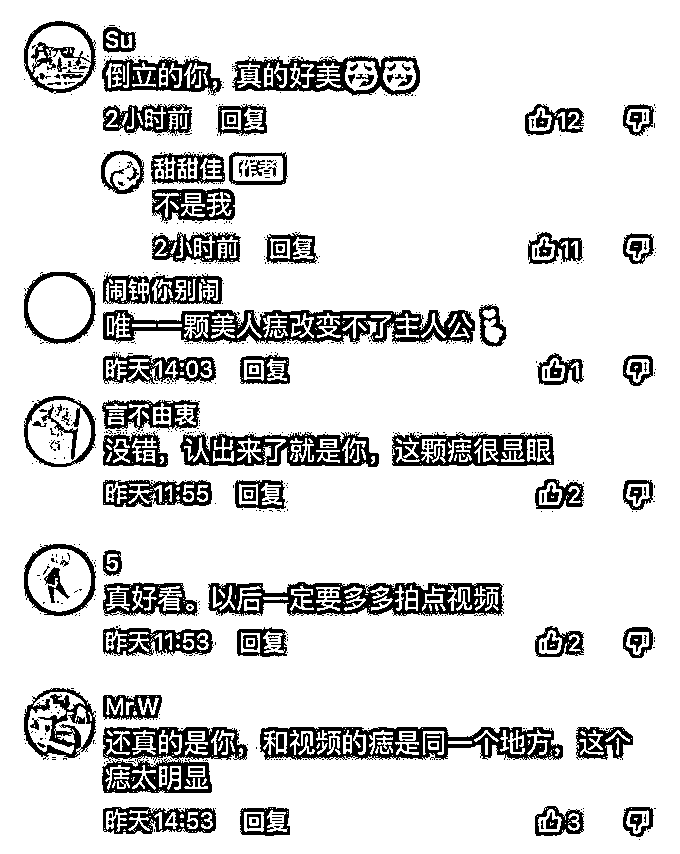 Su
倒立的你，真的好美
2小时前 回复 12
甜甜佳 作者
不是我
2小时前 回复 11
闹钟你别闹
唯一一颗美人痣改变不了主人公
昨天14:03 回复 1
言不由衷
没错，认出来了就是你，这颗痣很显眼
昨天11:55 回复 2
5
真好看。以后一定要多多拍点视频
昨天11:53 回复 2
Mr.W
还真的是你，和视频的痣是同一个地方，这个
痣太明显
昨天14:53 回复 3